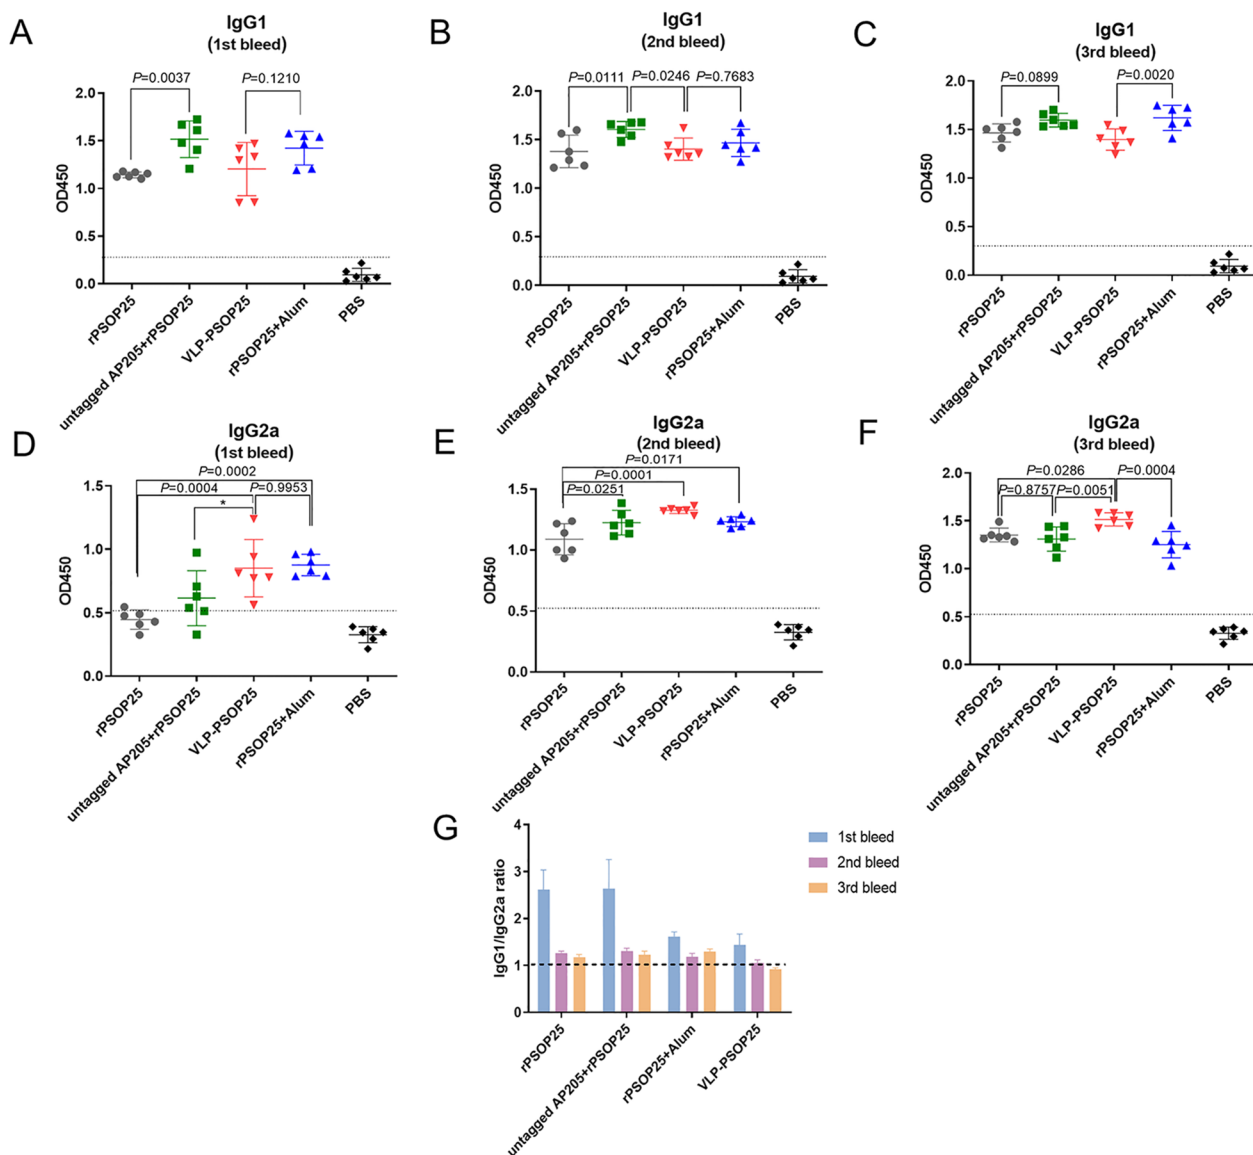 A
IgG1
(1st bleed)
P=0.0037
P=0.1210
2.0
1.5
1.0
0.5
0.0
OD450
rPSOP25
untagged AP205+rPSOP25
VLP-PSOP25
rPSOP25+Alum
PBS
B
IgG1
(2nd bleed)
P=0.0111
P=0.0246
P=0.7683
2.0
1.5
1.0
0.5
0.0
OD450
rPSOP25
untagged AP205+rPSOP25
VLP-PSOP25
rPSOP25+Alum
PBS
C
IgG1
(3rd bleed)
P=0.0899
P=0.0020
2.0
1.5
1.0
0.5
0.0
OD450
rPSOP25
untagged AP205+rPSOP25
VLP-PSOP25
rPSOP25+Alum
PBS
D
IgG2a
(1st bleed)
P=0.0002
P=0.0004
P=0.9953
*
1.5
1.0
0.5
0.0
OD450
rPSOP25
untagged AP205+rPSOP25
VLP-PSOP25
rPSOP25+Alum
PBS
E
IgG2a
(2nd bleed)
P=0.0171
P=0.0001
P=0.0251
1.5
1.0
0.5
0.0
OD450
rPSOP25
untagged AP205+rPSOP25
VLP-PSOP25
rPSOP25+Alum
PBS
F
IgG2a
(3rd bleed)
P=0.0286
P=0.0004
P=0.8757
P=0.0051
2.0
1.5
1.0
0.5
0.0
OD450
rPSOP25
untagged AP205+rPSOP25
VLP-PSOP25
rPSOP25+Alum
PBS
G
4
3
2
1
0
IgG1/IgG2a ratio
1st bleed
2nd bleed
3rd bleed
rPSOP25
untagged AP205+rPSOP25
rPSOP25+Alum
VLP-PSOP25